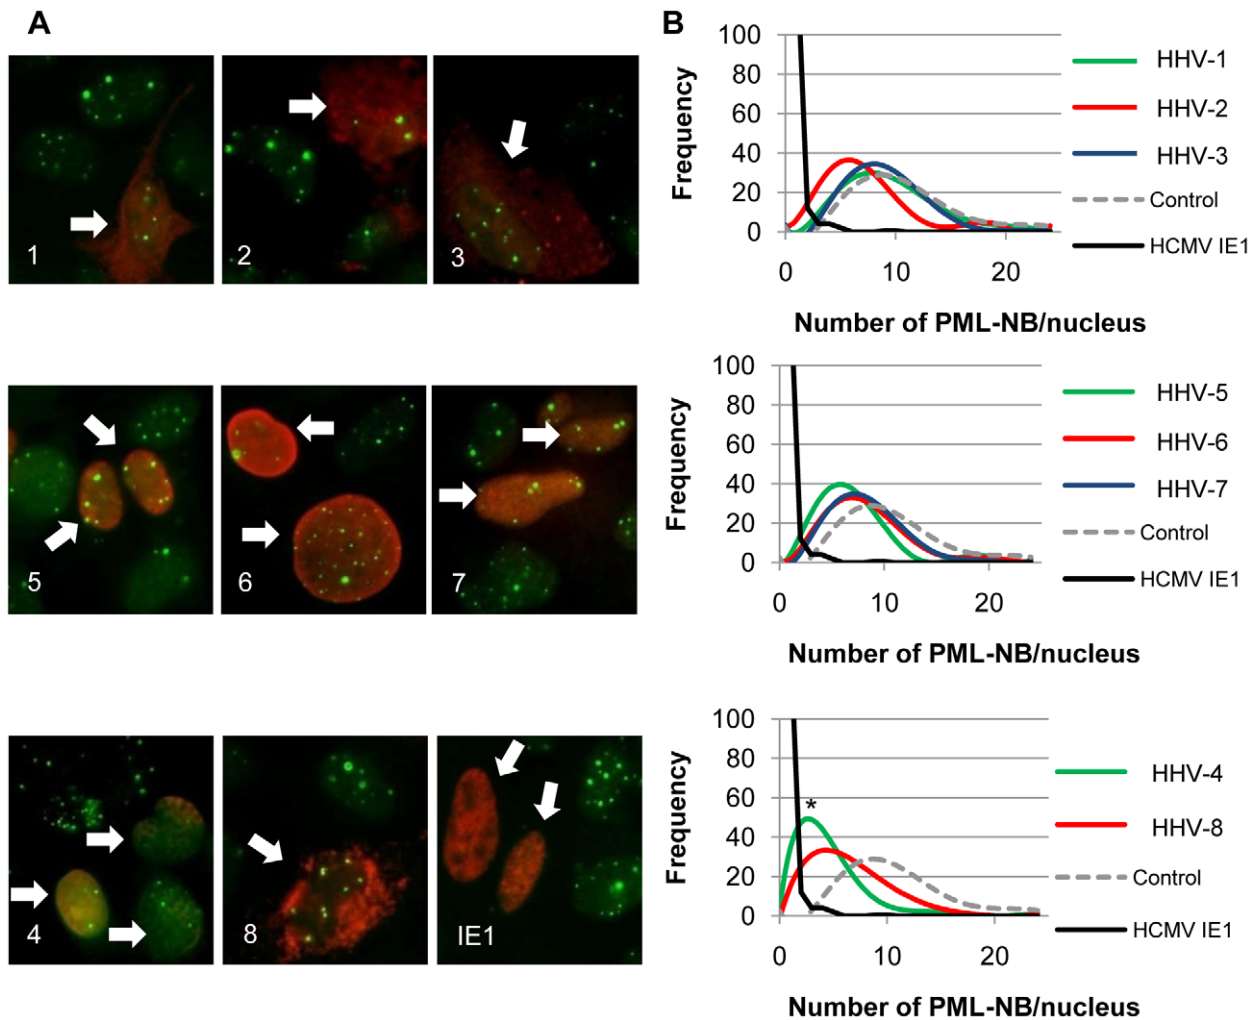 A
B
1
2
3
100
80
60
40
20
0
Frequency
0 10 20
Number of PML-NB/nucleus
HHV-1
HHV-2
HHV-3
Control
HCMV IE1
5
6
7
100
80
60
40
20
0
Frequency
0 10 20
Number of PML-NB/nucleus
HHV-5
HHV-6
HHV-7
Control
HCMV IE1
4
8
IE1
100
80
60
40
20
0
Frequency
*
0 10 20
Number of PML-NB/nucleus
HHV-4
HHV-8
Control
HCMV IE1